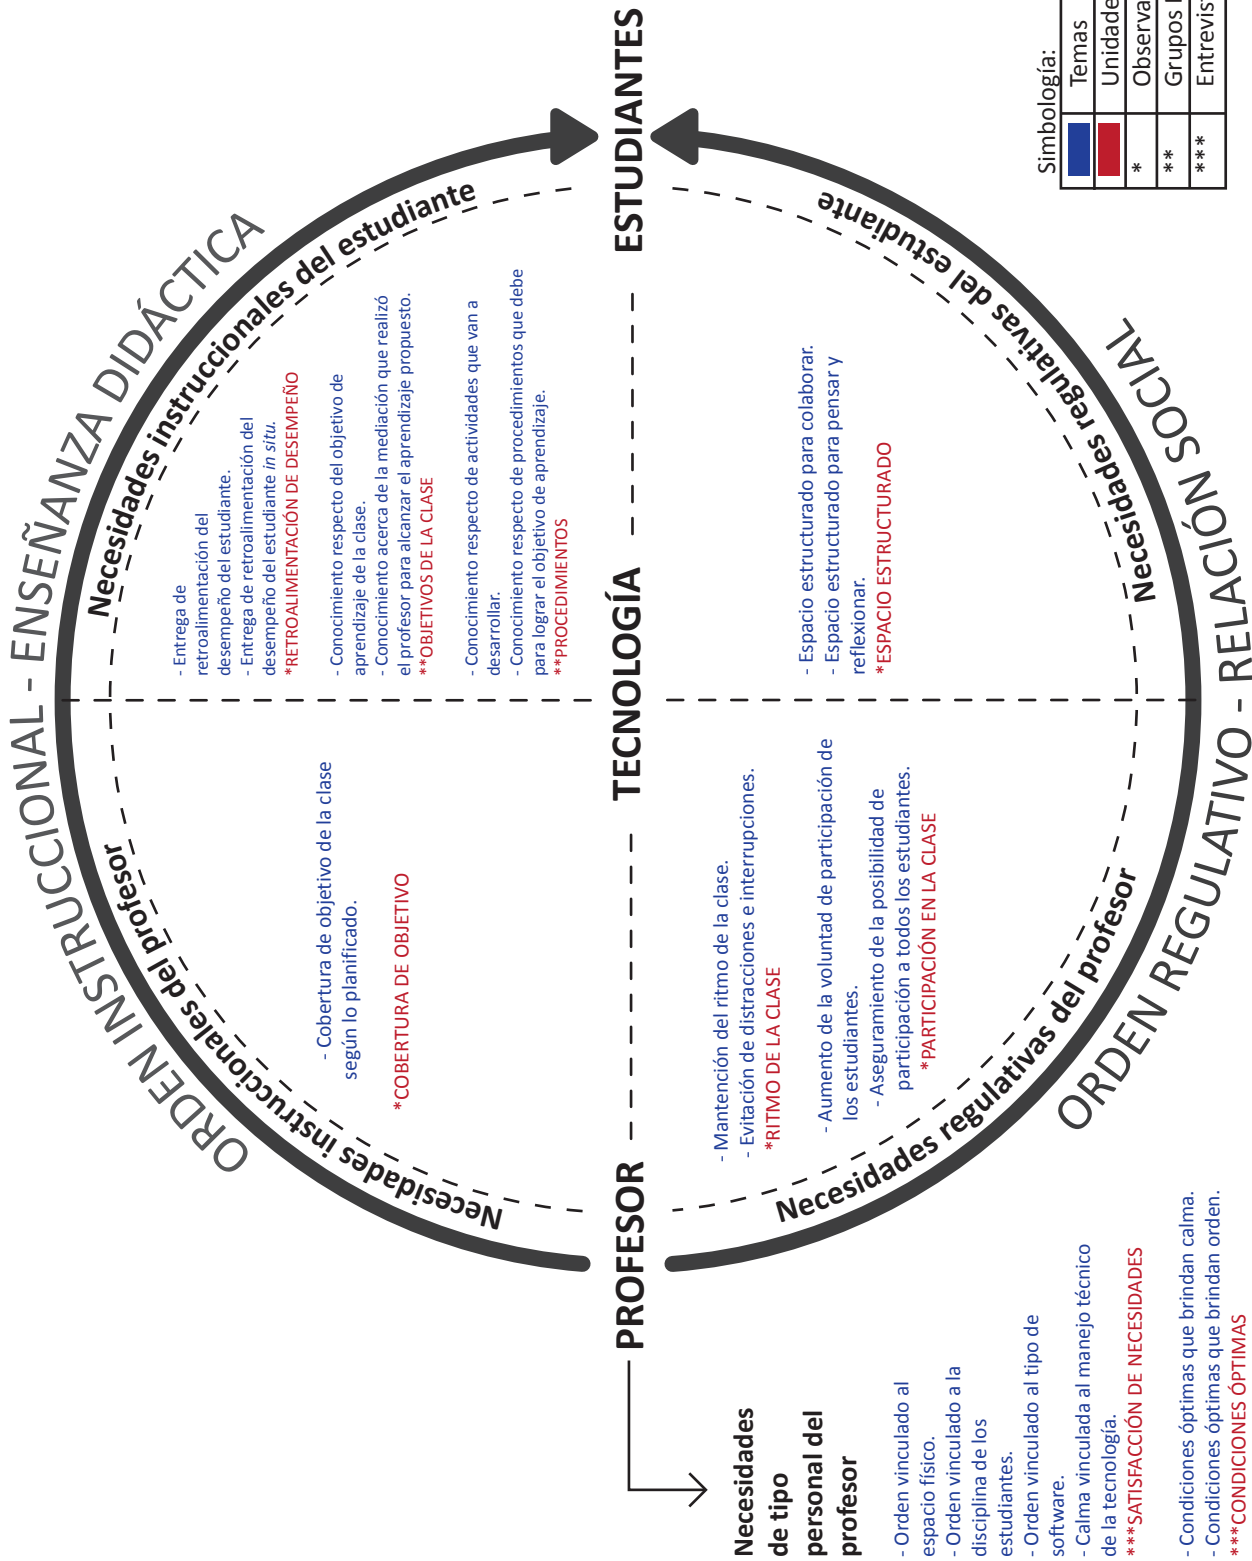 ORDEN INSTRUCCIONAL - ENSEÑANZA DIDÁCTICA
Necesidades instruccionales del profesor
Necesidades instruccionales del estudiante
- Cobertura de objetivo de la clase
según lo planificado.
*COBERTURA DE OBJETIVO
- Entrega de
retroalimentación del
desempeño del estudiante.
- Entrega de retroalimentación del
desempeño del estudiante in situ.
*RETROALIMENTACIÓN DE DESEMPEÑO
- Conocimiento respecto del objetivo de
aprendizaje de la clase.
- Conocimiento acerca de la mediación que realizó
el profesor para alcanzar el aprendizaje propuesto.
**OBJETIVOS DE LA CLASE
- Conocimiento respecto de actividades que van a
desarrollar.
- Conocimiento respecto de procedimientos que debe
para lograr el objetivo de aprendizaje.
**PROCEDIMIENTOS
PROFESOR
TECNOLOGÍA
ESTUDIANTES
- Mantención del ritmo de la clase.
- Evitación de distracciones e interrupciones.
*RITMO DE LA CLASE
- Aumento de la voluntad de participación de
los estudiantes.
- Aseguramiento de la posibilidad de
participación a todos los estudiantes.
*PARTICIPACIÓN EN LA CLASE
- Espacio estructurado para colaborar.
- Espacio estructurado para pensar y
reflexionar.
*ESPACIO ESTRUCTURADO
Necesidades regulativas del profesor
Necesidades regulativas del estudiante
ORDEN REGULATIVO - RELACIÓN SOCIAL
Necesidades
de tipo
personal del
profesor
- Orden vinculado al
espacio físico.
- Orden vinculado a la
disciplina de los
estudiantes.
- Orden vinculado al tipo de
software.
- Calma vinculada al manejo técnico
de la tecnología.
***SATISFACCIÓN DE NECESIDADES
- Condiciones óptimas que brindan calma.
- Condiciones óptimas que brindan orden.
***CONDICIONES ÓPTIMAS
Simbología:
Temas
Unidade
* Observa
** Grupos
*** Entrevis